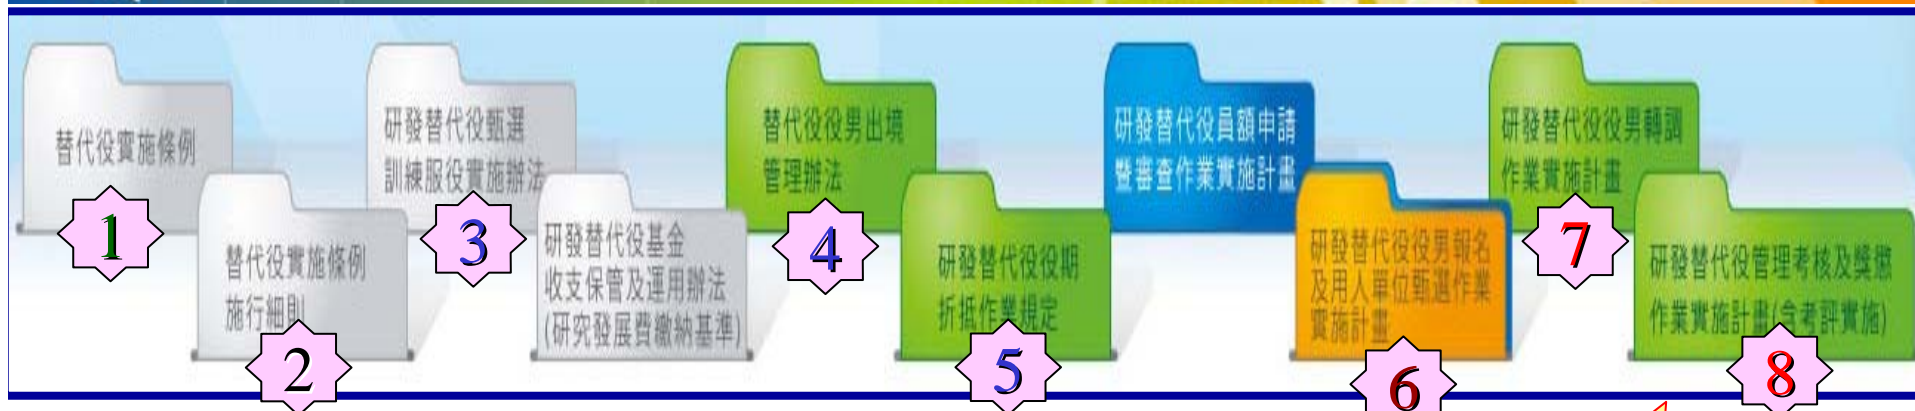 替代役實施條例
1
替代役實施條例
施行細則
2
研發替代役甄選
訓練服役實施辦法
3
研發替代役基金
收支保管及運用辦法
(研究發展費繳納基準)
替代役役男出境
管理辦法
4
研發替代役役期
折抵作業規定
5
研發替代役員額申請
暨審查作業實施計畫
研發替代役役男報名
及用人單位甄選作業
實施計畫
6
研發替代役役男轉調
作業實施計畫
7
研發替代役管理考核及獎懲
作業實施計畫(含考評實施)
8